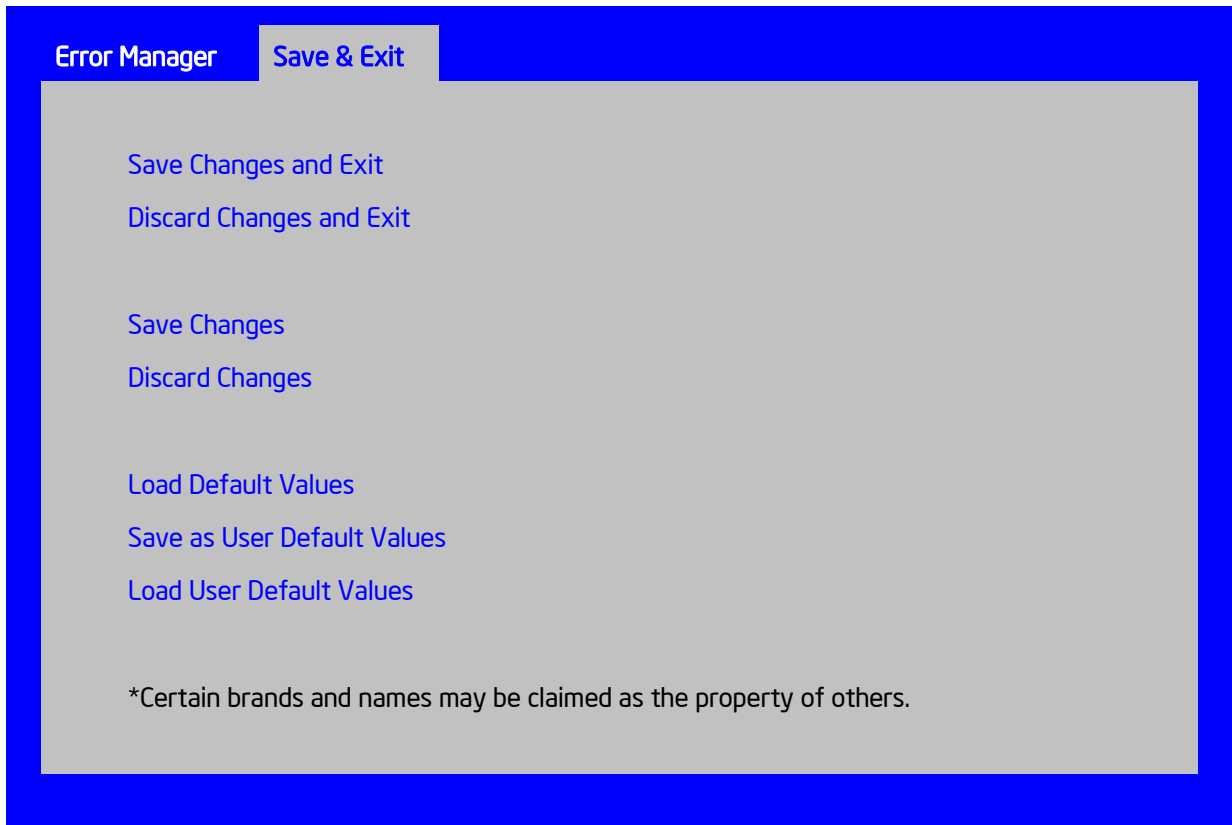 Error Manager Save & Exit
Save Changes and Exit
Discard Changes and Exit
Save Changes
Discard Changes
Load Default Values
Save as User Default Values
Load User Default Values
*Certain brands and names may be claimed as the property of others.